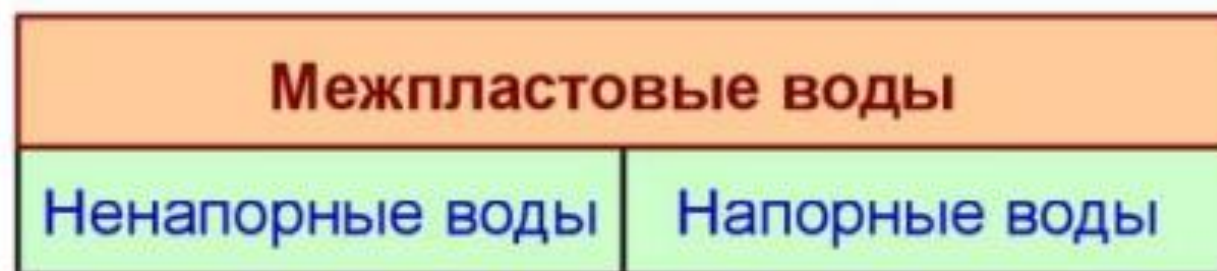 Межпластовые воды
Ненапорные воды
Напорные воды